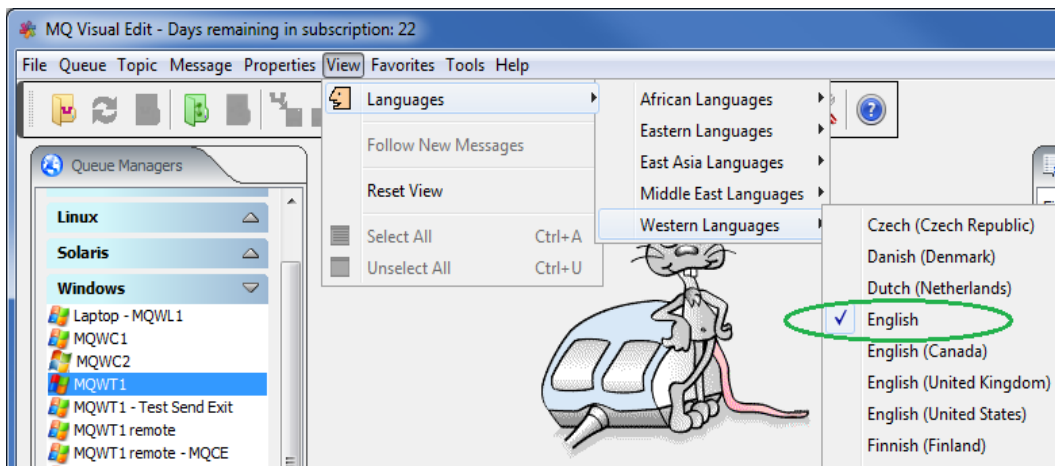 MQ Visual Edit - Days remaining in subscription: 22
File Queue Topic Message Properties View Favorites Tools Help
Languages
Follow New Messages
Reset View
Select All Ctrl+A
Unselect All Ctrl+U
African Languages
Eastern Languages
East Asia Languages
Middle East Languages
Western Languages
Czech (Czech Republic)
Danish (Denmark)
Dutch (Netherlands)
English
English (Canada)
English (United Kingdom)
English (United States)
Finnish (Finland)
Queue Managers
Linux
Solaris
Windows
Laptop - MQWL1
MQWC1
MQWC2
MQWT1
MQWT1 - Test Send Exit
MQWT1 remote
MQWT1 remote - MQCE